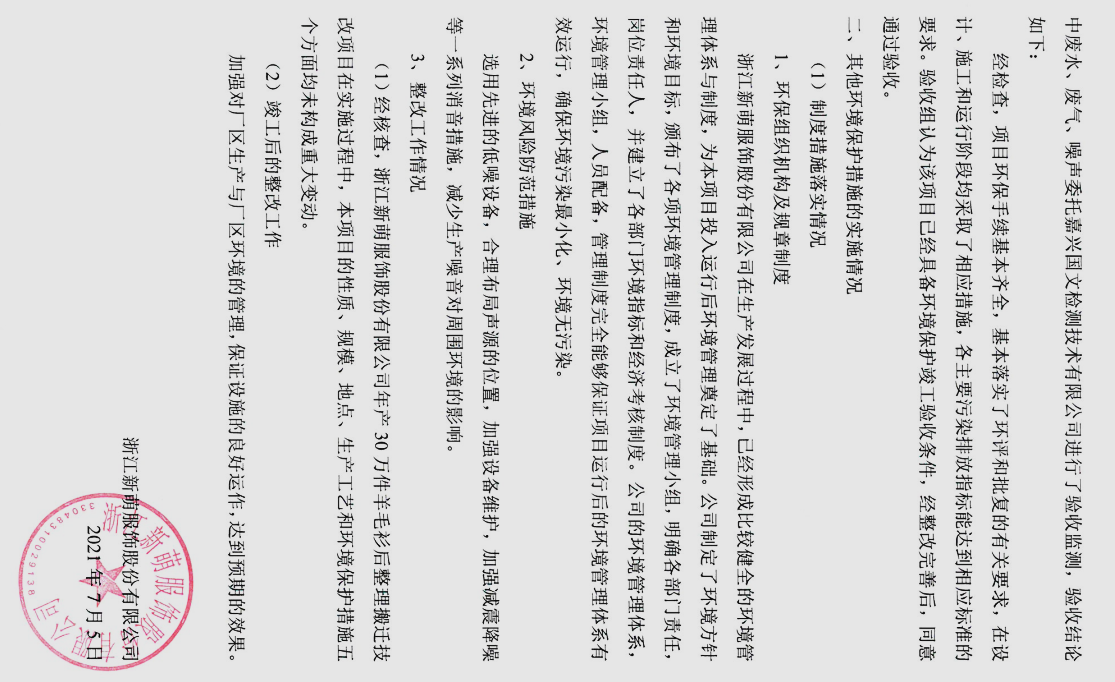 中废水、废气、噪声委托嘉兴国文检测技术有限公司进行了验收监测，验收结论
如下：
经检查，项目环保手续基本齐全，基本落实了环评和批复的有关要求，在设
计、施工和运行阶段均采取了相应措施，各主要污染排放指标能达到相应标准的
要求。验收组认为该项目已经具备环境保护竣工验收条件，经整改完善后，同意
通过验收。
二、其他环境保护措施的实施情况
（1）制度措施落实情况
1、环保组织机构及规章制度
浙江新萌服饰股份有限公司在生产发展过程中，已经形成比较健全的环境管
理体系与制度，为本项目投入运行后环境管理奠定了基础。公司制定了环境方针
和环境目标，颁布了各项环境管理制度，成立了环境管理小组，明确各部门责任，
岗位责任人，并建立了各部门环境指标和经济考核制度。公司的环境管理体系，
环境管理小组，人员配备，管理制度完全能够保证项目运行后的环境管理体系有
效运行，确保环境污染最小化、环境无污染。
2、环境风险防范措施
选用先进的低噪设备，合理布局声源的位置，加强设备维护，加强减震降噪
等一系列消音措施，减少生产噪音对周围环境的影响。
3、整改工作情况
（1）经核查，浙江新萌服饰股份有限公司年产 30 万件羊毛衫后整理搬迁技
改项目在实施过程中，本项目的性质、规模、地点、生产工艺和环境保护措施五
个方面均未构成重大变动。
（2）竣工后的整改工作
加强对厂区生产与厂区环境的管理，保证设施的良好运作，达到预期的效果。
浙江新萌服饰股份有限公司
2021 年 7 月 5 日
浙江新萌服饰股份有限公司
33048310029138